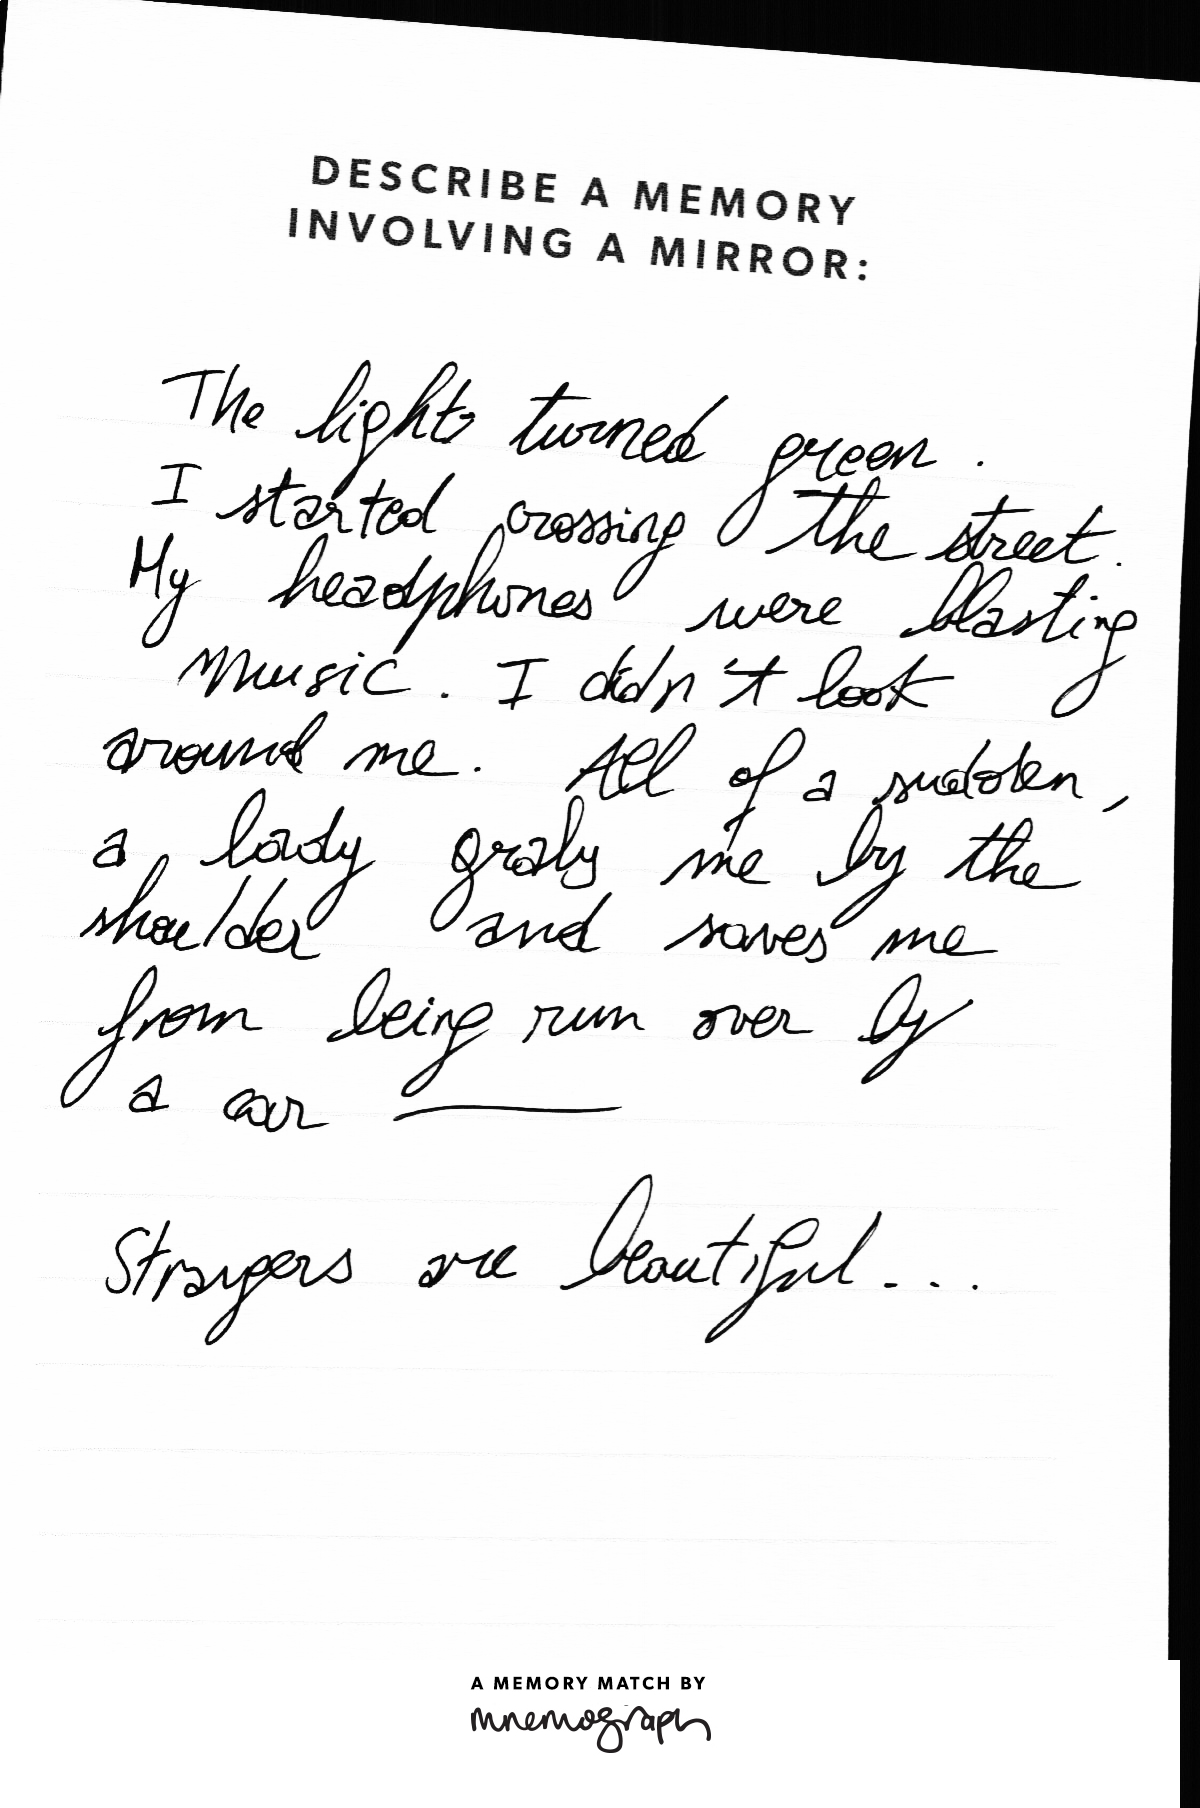 DESCRIBE A MEMORY
INVOLVING A MIRROR:
The lights turned green.
I started crossing the street.
My headphones were blasting
music. I didn't look
around me. All of a sudden,
a lady grabs me by the
shoulder and saves me
from being run over by
a car —
Strangers are beautiful...
A MEMORY MATCH BY
mnemograph